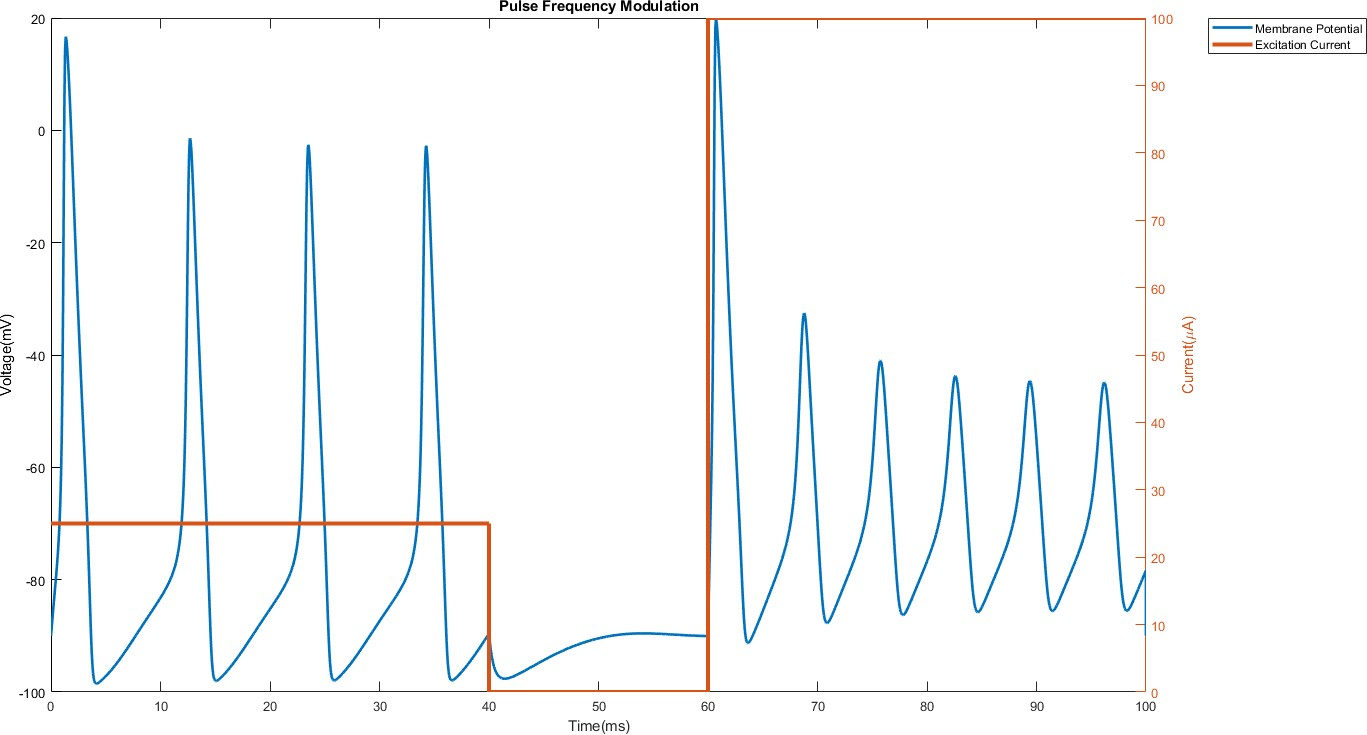 Pulse Frequency Modulation
Membrane Potential
Excitation Current
20
0
-20
-40
-60
-80
-100
Voltage(mV)
100
90
80
70
60
50
40
30
20
10
0
Current(μA)
0 10 20 30 40 50 60 70 80 90 100
Time(ms)